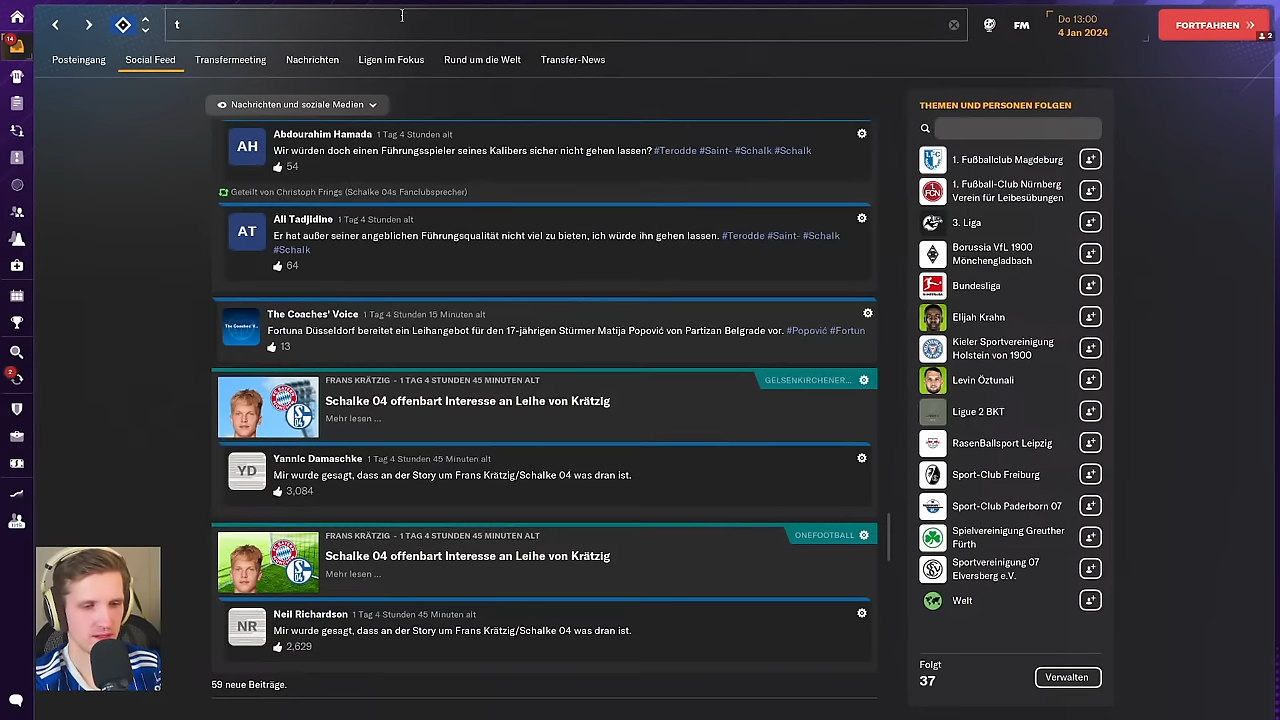 14
t
FM
Do 13:00
4 Jan 2024
FORTFAHREN
2
Posteingang
Social Feed
Transfermeeting
Nachrichten
Ligen im Fokus
Rund um die Welt
Transfer-News
Nachrichten und soziale Medien
AH
Abdourahim Hamada 1 Tag 4 Stunden alt
Wir würden doch einen Führungsspieler seines Kalibers sicher nicht gehen lassen? #Terodde #Saint- #Schalk #Schalk
54
Geteilt von Christoph Frings (Schalke 04s Fanclubsprecher)
AT
Ali Tadjidine 1 Tag 4 Stunden alt
Er hat außer seiner angeblichen Führungsqualität nicht viel zu bieten, ich würde ihn gehen lassen. #Terodde #Saint- #Schalk
#Schalk
64
The Coaches' V...
The Coaches' Voice 1 Tag 4 Stunden 15 Minuten alt
Fortuna Düsseldorf bereitet ein Leihangebot für den 17-jährigen Stürmer Matija Popović von Partizan Belgrade vor. #Popović #Fortun
13
FRANS KRÄTZIG - 1 TAG 4 STUNDEN 45 MINUTEN ALT
GELSENKIRCHENER...
Schalke 04 offenbart Interesse an Leihe von Krätzig
Mehr lesen ...
YD
Yannic Damaschke 1 Tag 4 Stunden 45 Minuten alt
Mir wurde gesagt, dass an der Story um Frans Krätzig/Schalke 04 was dran ist.
3,084
FRANS KRÄTZIG - 1 TAG 4 STUNDEN 45 MINUTEN ALT
ONEFOOTBALL
Schalke 04 offenbart Interesse an Leihe von Krätzig
Mehr lesen ...
NR
Neil Richardson 1 Tag 4 Stunden 45 Minuten alt
Mir wurde gesagt, dass an der Story um Frans Krätzig/Schalke 04 was dran ist.
2,629
59 neue Beiträge.
THEMEN UND PERSONEN FOLGEN
1. Fußballclub Magdeburg
1. Fußball-Club Nürnberg
Verein für Leibesübungen
3. Liga
Borussia VfL 1900
Mönchengladbach
Bundesliga
Elijah Krahn
Kieler Sportvereinigung
Holstein von 1900
Levin Öztunali
Ligue 2 BKT
RasenBallsport Leipzig
Sport-Club Freiburg
Sport-Club Paderborn 07
Spielvereinigung Greuther
Fürth
Sportvereinigung 07
Elversberg e.V.
Welt
Folgt
37
Verwalten